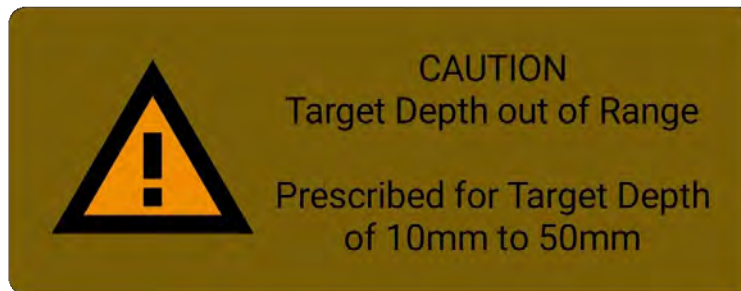 CAUTION
Target Depth out of Range
Prescribed for Target Depth
of 10mm to 50mm